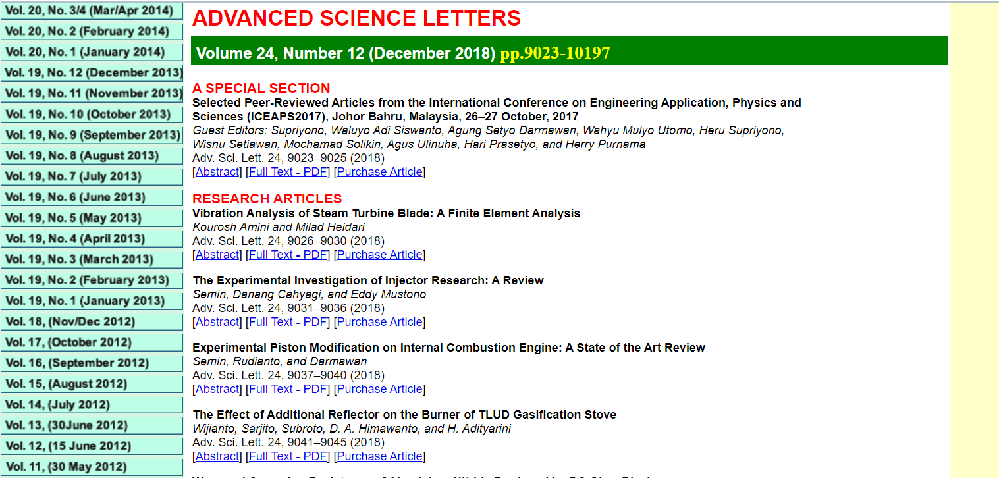 Vol. 20, No. 3/4 (Mar/Apr 2014)
Vol. 20, No. 2 (February 2014)
Vol. 20, No. 1 (January 2014)
Vol. 19, No. 12 (December 2013)
Vol. 19, No. 11 (November 2013)
Vol. 19, No. 10 (October 2013)
Vol. 19, No. 9 (September 2013)
Vol. 19, No. 8 (August 2013)
Vol. 19, No. 7 (July 2013)
Vol. 19, No. 6 (June 2013)
Vol. 19, No. 5 (May 2013)
Vol. 19, No. 4 (April 2013)
Vol. 19, No. 3 (March 2013)
Vol. 19, No. 2 (February 2013)
Vol. 19, No. 1 (January 2013)
Vol. 18, (Nov/Dec 2012)
Vol. 17, (October 2012)
Vol. 16, (September 2012)
Vol. 15, (August 2012)
Vol. 14, (July 2012)
Vol. 13, (30June 2012)
Vol. 12, (15 June 2012)
Vol. 11, (30 May 2012)
ADVANCED SCIENCE LETTERS
Volume 24, Number 12 (December 2018) pp.9023-10197
A SPECIAL SECTION
Selected Peer-Reviewed Articles from the International Conference on Engineering Application, Physics and
Sciences (ICEAPS2017), Johor Bahru, Malaysia, 26–27 October, 2017
Guest Editors: Supriyono, Waluyo Adi Siswanto, Agung Setyo Darmawan, Wahyu Mulyo Utomo, Heru Supriyono,
Wisnu Setiawan, Mochamad Solikin, Agus Ulinuha, Hari Prasetyo, and Herry Purnama
Adv. Sci. Lett. 24, 9023–9025 (2018)
[Abstract] [Full Text - PDF] [Purchase Article]
RESEARCH ARTICLES
Vibration Analysis of Steam Turbine Blade: A Finite Element Analysis
Kourosh Amini and Milad Heidari
Adv. Sci. Lett. 24, 9026–9030 (2018)
[Abstract] [Full Text - PDF] [Purchase Article]
The Experimental Investigation of Injector Research: A Review
Semin, Danang Cahyagi, and Eddy Mustono
Adv. Sci. Lett. 24, 9031–9036 (2018)
[Abstract] [Full Text - PDF] [Purchase Article]
Experimental Piston Modification on Internal Combustion Engine: A State of the Art Review
Semin, Rudianto, and Darmawan
Adv. Sci. Lett. 24, 9037–9040 (2018)
[Abstract] [Full Text - PDF] [Purchase Article]
The Effect of Additional Reflector on the Burner of TLUD Gasification Stove
Wijianto, Sarjito, Subroto, D. A. Himawanto, and H. Adityarini
Adv. Sci. Lett. 24, 9041–9045 (2018)
[Abstract] [Full Text - PDF] [Purchase Article]